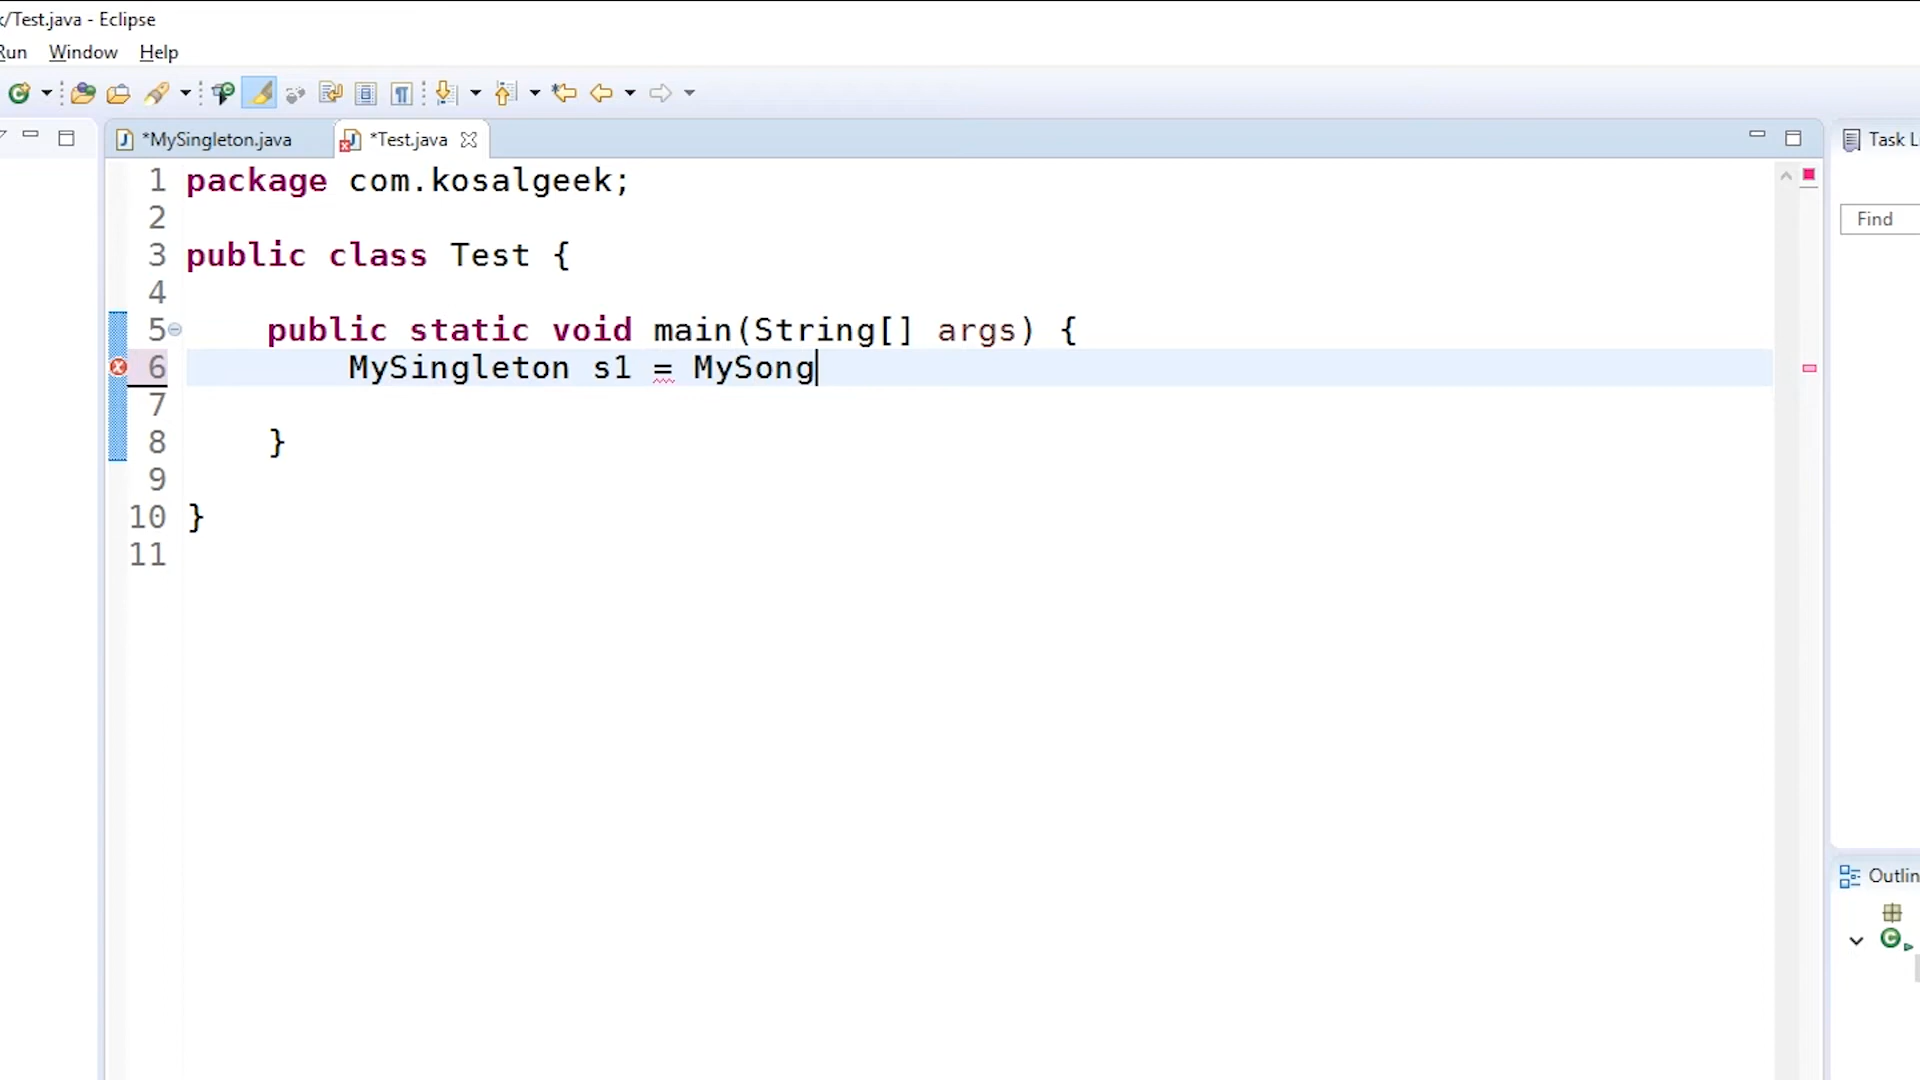 k/Test.java - Eclipse
Run Window Help
*MySingleton.java *Test.java
Task Li
Find
1 package com.kosalgeek;
2
3 public class Test {
4
5 public static void main(String[] args) {
6 MySingleton s1 = MySong
7
8 }
9
10 }
11
Outlin